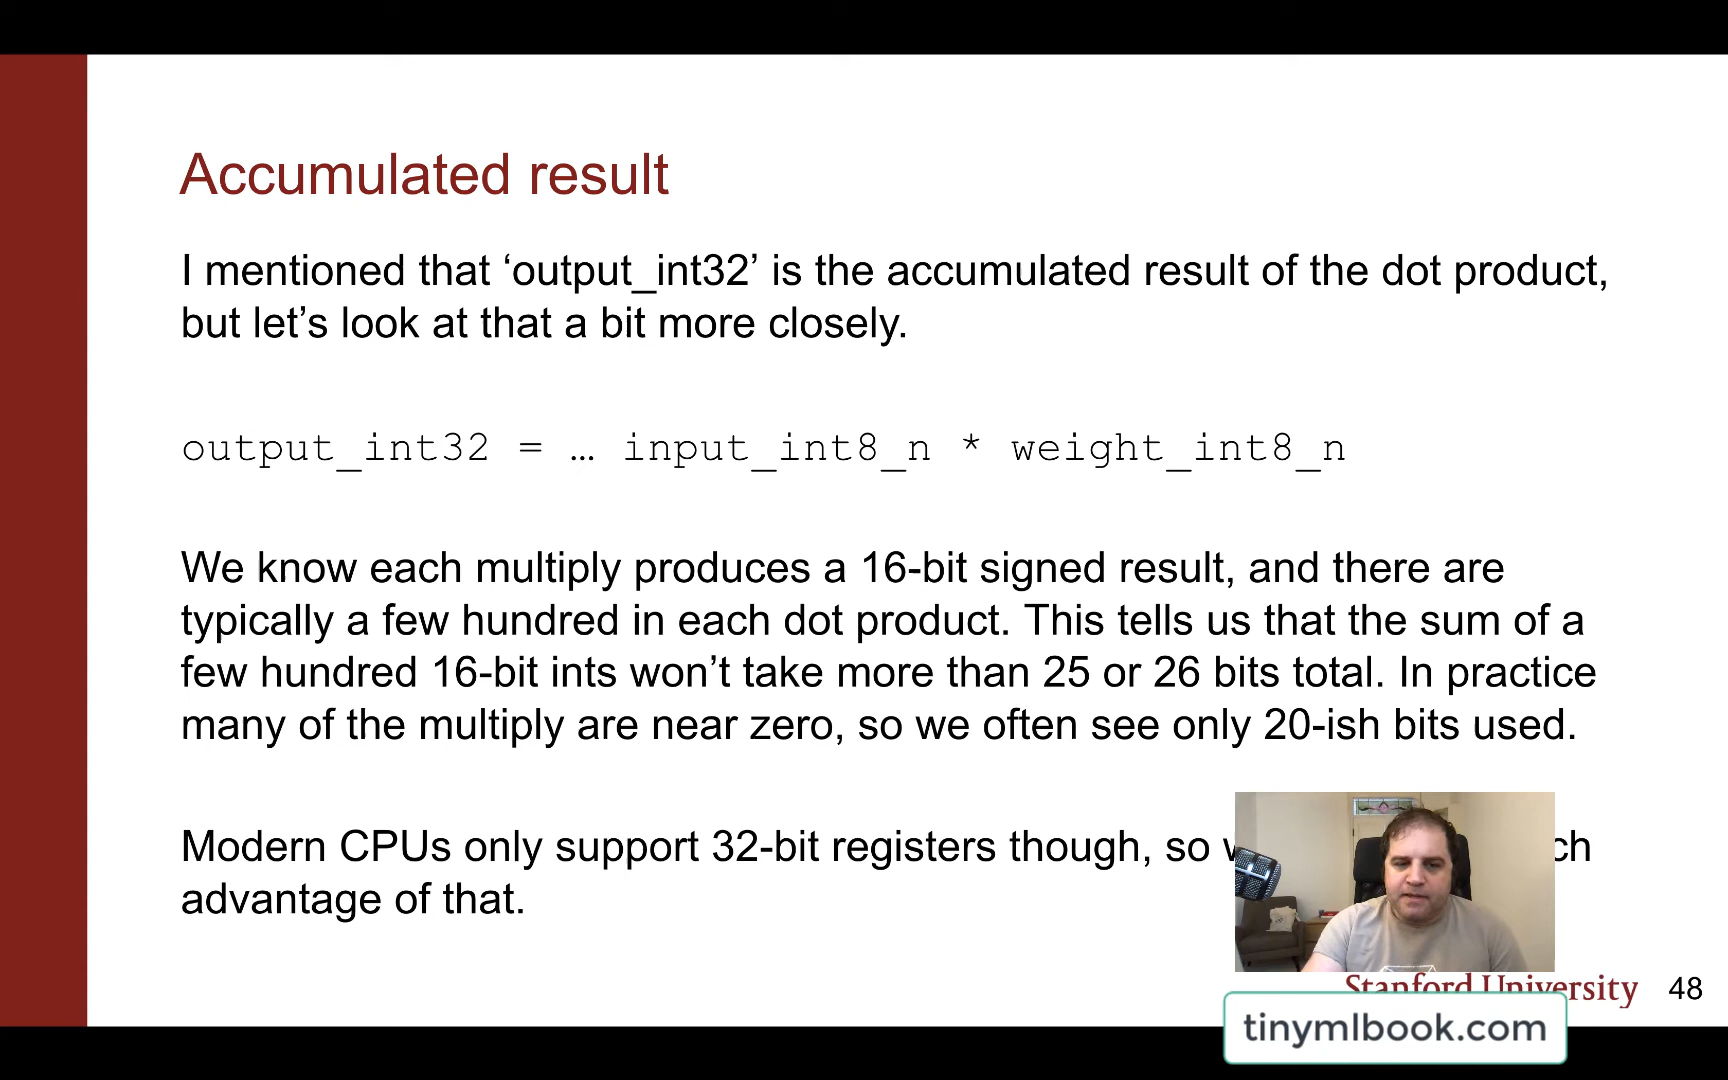 Accumulated result
I mentioned that ‘output_int32’ is the accumulated result of the dot product,
but let’s look at that a bit more closely.
output_int32 = … input_int8_n * weight_int8_n
We know each multiply produces a 16-bit signed result, and there are
typically a few hundred in each dot product. This tells us that the sum of a
few hundred 16-bit ints won’t take more than 25 or 26 bits total. In practice
many of the multiply are near zero, so we often see only 20-ish bits used.
Modern CPUs only support 32-bit registers though, so
advantage of that.
Stanford University 48
tinymlbook.com